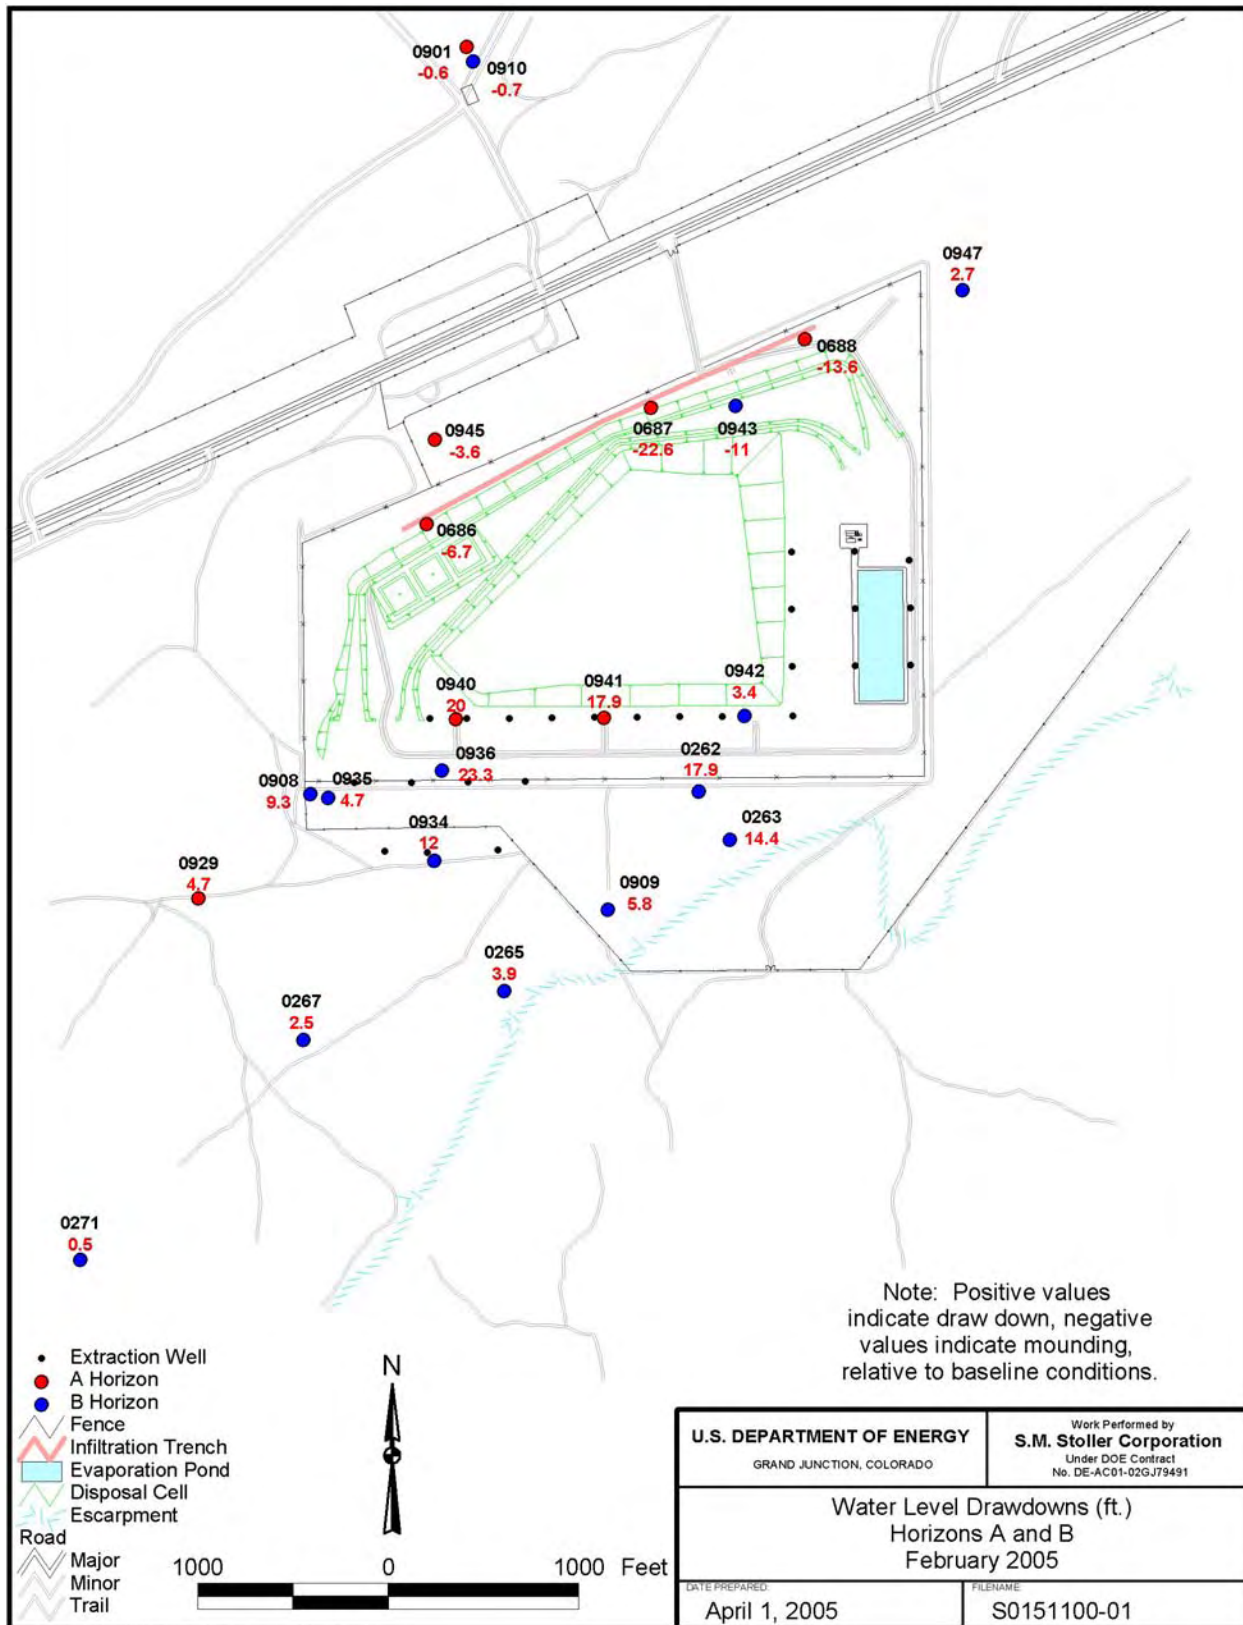 0901
-0.6
0910
-0.7
0947
2.7
0688
-13.6
0687
-22.6
0943
-11
0945
-3.6
0686
-6.7
0940
20
0941
17.9
0942
3.4
0936
23.3
0262
17.9
0908
9.3
0935
4.7
0934
12
0263
14.4
0929
4.7
0909
5.8
0265
3.9
0267
2.5
0271
0.5
Note: Positive values
indicate draw down, negative
values indicate mounding,
relative to baseline conditions.
Extraction Well
A Horizon
B Horizon
Fence
Infiltration Trench
Evaporation Pond
Disposal Cell
Escarpment
Road
Major
Minor
Trail
N
1000 0 1000 Feet
U.S. DEPARTMENT OF ENERGY
GRAND JUNCTION, COLORADO
Work Performed by
S.M. Stoller Corporation
Under DOE Contract
No. DE-AC01-02GJ79491
Water Level Drawdowns (ft.)
Horizons A and B
February 2005
DATE PREPARED:
April 1, 2005
FILENAME
S0151100-01